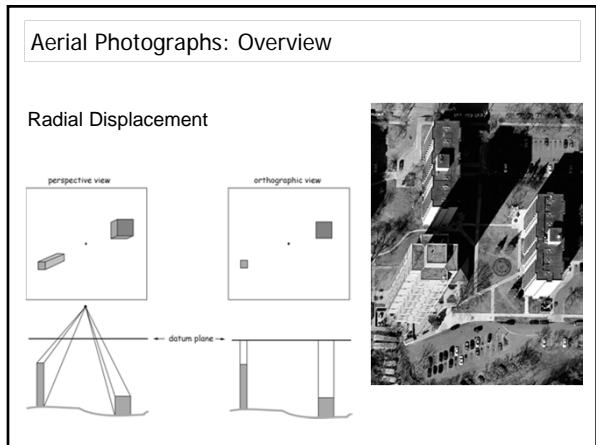 Aerial Photographs: Overview
Radial Displacement
perspective view
orthographic view
datum plane